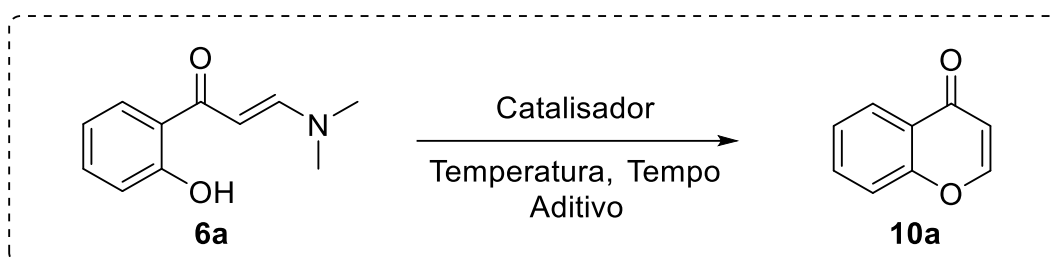 O
N
OH
6a
Catalisador
Temperatura, Tempo
Aditivo
O
O
10a